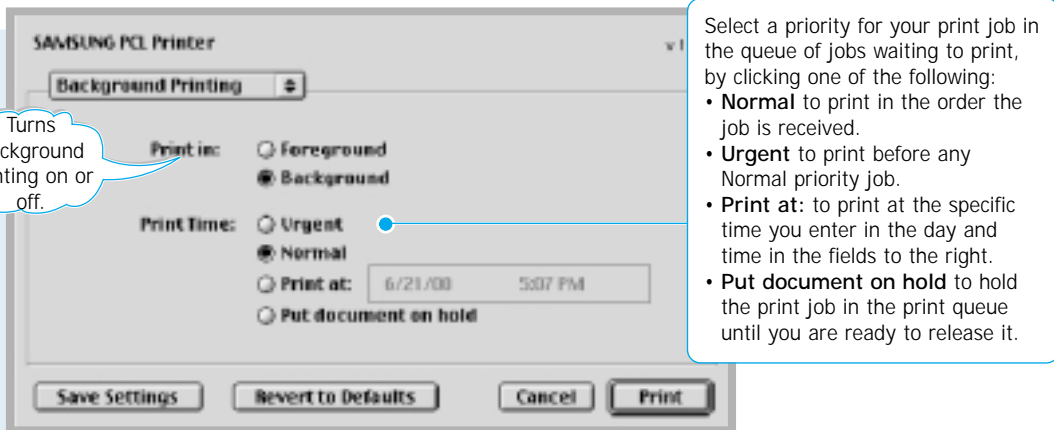 SAMSUNG PCL Printer
v 1
Background Printing
Turns
ckground
nting on or
off.
Print in:
Foreground
Background
Print Time:
Urgent
Normal
Print at: 6/21/00 5:07 PM
Put document on hold
Save Settings Revert to Defaults Cancel Print
Select a priority for your print job in
the queue of jobs waiting to print,
by clicking one of the following:
• Normal to print in the order the
job is received.
• Urgent to print before any
Normal priority job.
• Print at: to print at the specific
time you enter in the day and
time in the fields to the right.
• Put document on hold to hold
the print job in the print queue
until you are ready to release it.